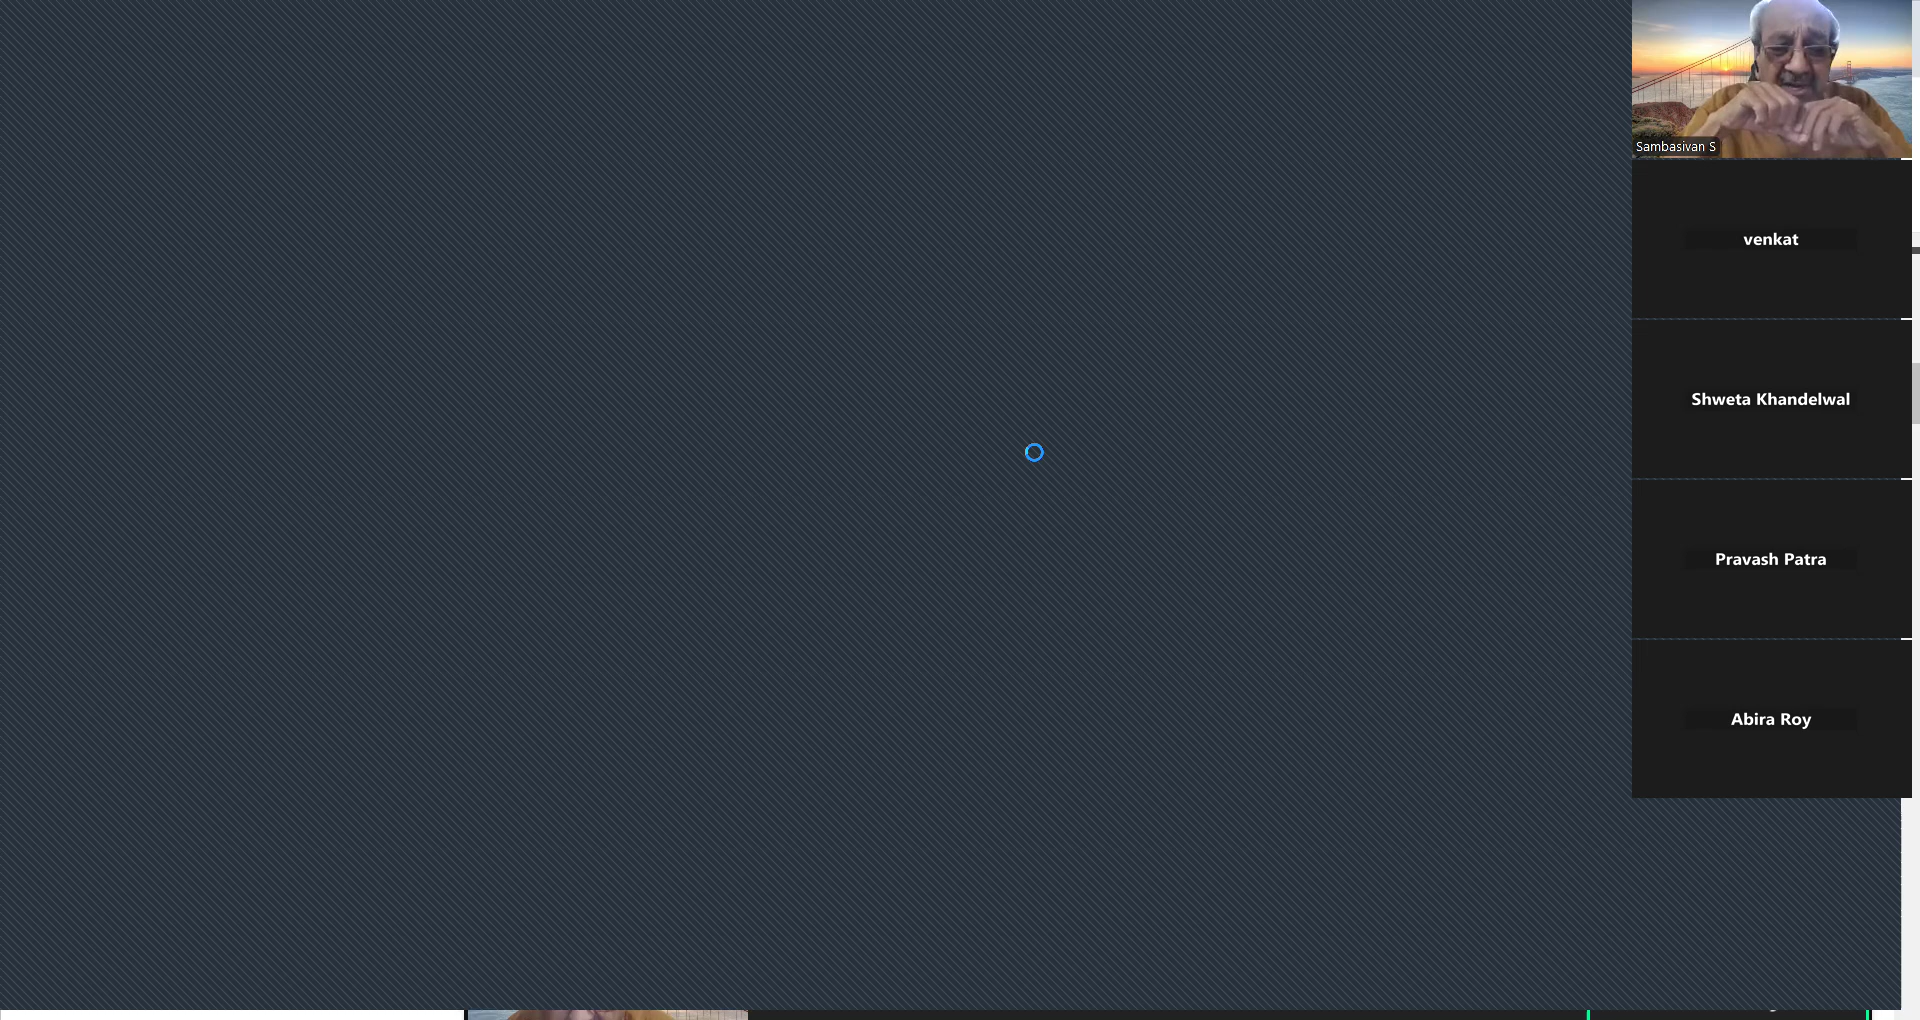 Sambasivan S
venkat
Shweta Khandelwal
Pravash Patra
Abira Roy